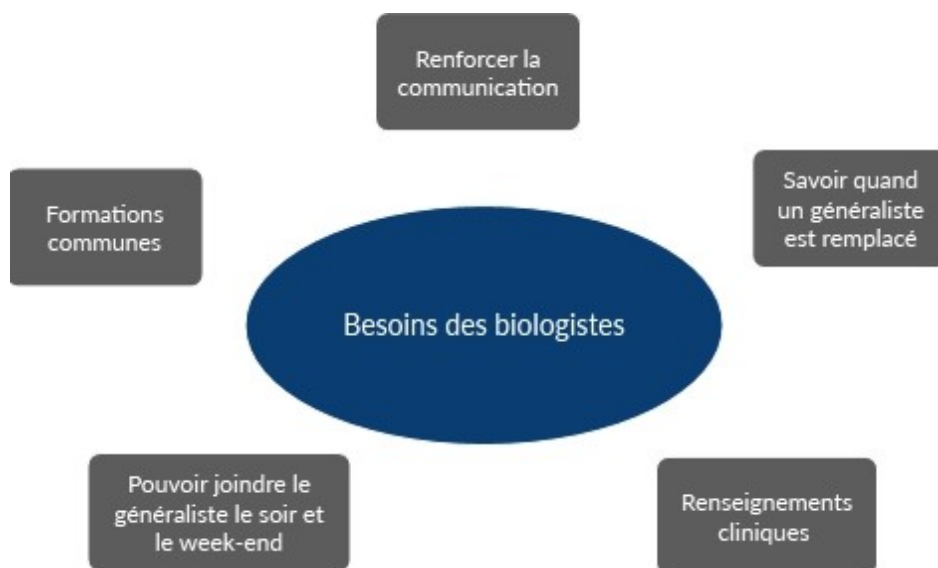 Renforcer la
communication
Savoir quand
un généraliste
est remplacé
Formations
communes
Besoins des biologistes
Pouvoir joindre le
généraliste le soir et
le week-end
Renseignements
cliniques